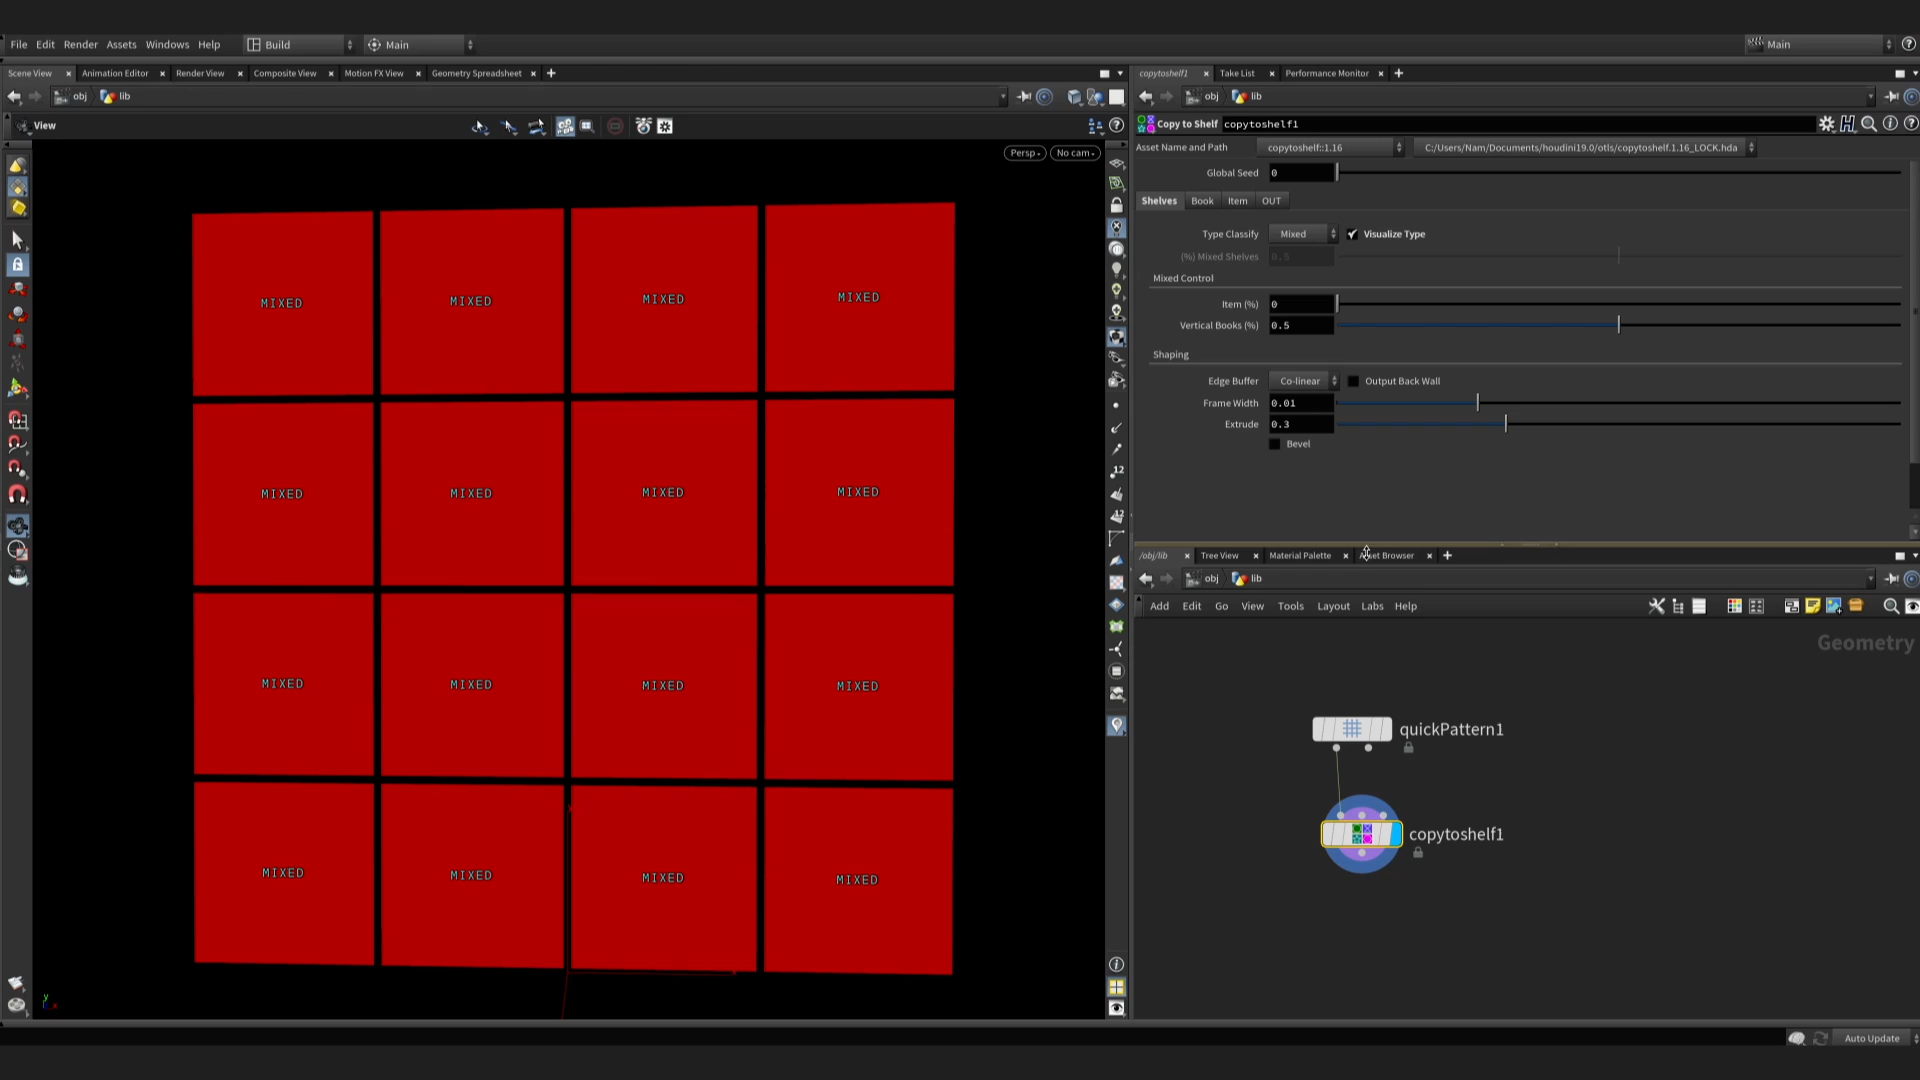 File Edit Render Assets Windows Help Build Main Main
Scene View Animation Editor Render View Composite View Motion FX View Geometry Spreadsheet
obj lib
View
Persp No cam
MIXED MIXED MIXED MIXED
MIXED MIXED MIXED MIXED
MIXED MIXED MIXED MIXED
MIXED MIXED MIXED MIXED
copytoshelf1 Take List Performance Monitor
obj lib
Copy to Shelf copytoshelf1
Asset Name and Path copytoshelf::1.16 C:/Users/Nam/Documents/houdini19.0/otls/copytoshelf.1.16_LOCK.hda
Global Seed 0
Shelves Book Item OUT
Type Classify Mixed Visualize Type
(%) Mixed Shelves 0.5
Mixed Control
Item (%) 0
Vertical Books (%) 0.5
Shaping
Edge Buffer Co-linear Output Back Wall
Frame Width 0.01
Extrude 0.3
Bevel
12
12
/obj/lib Tree View Material Palette Browser
obj lib
Add Edit Go View Tools Layout Labs Help
Geometry
quickPattern1
copytoshelf1
y
x
Auto Update